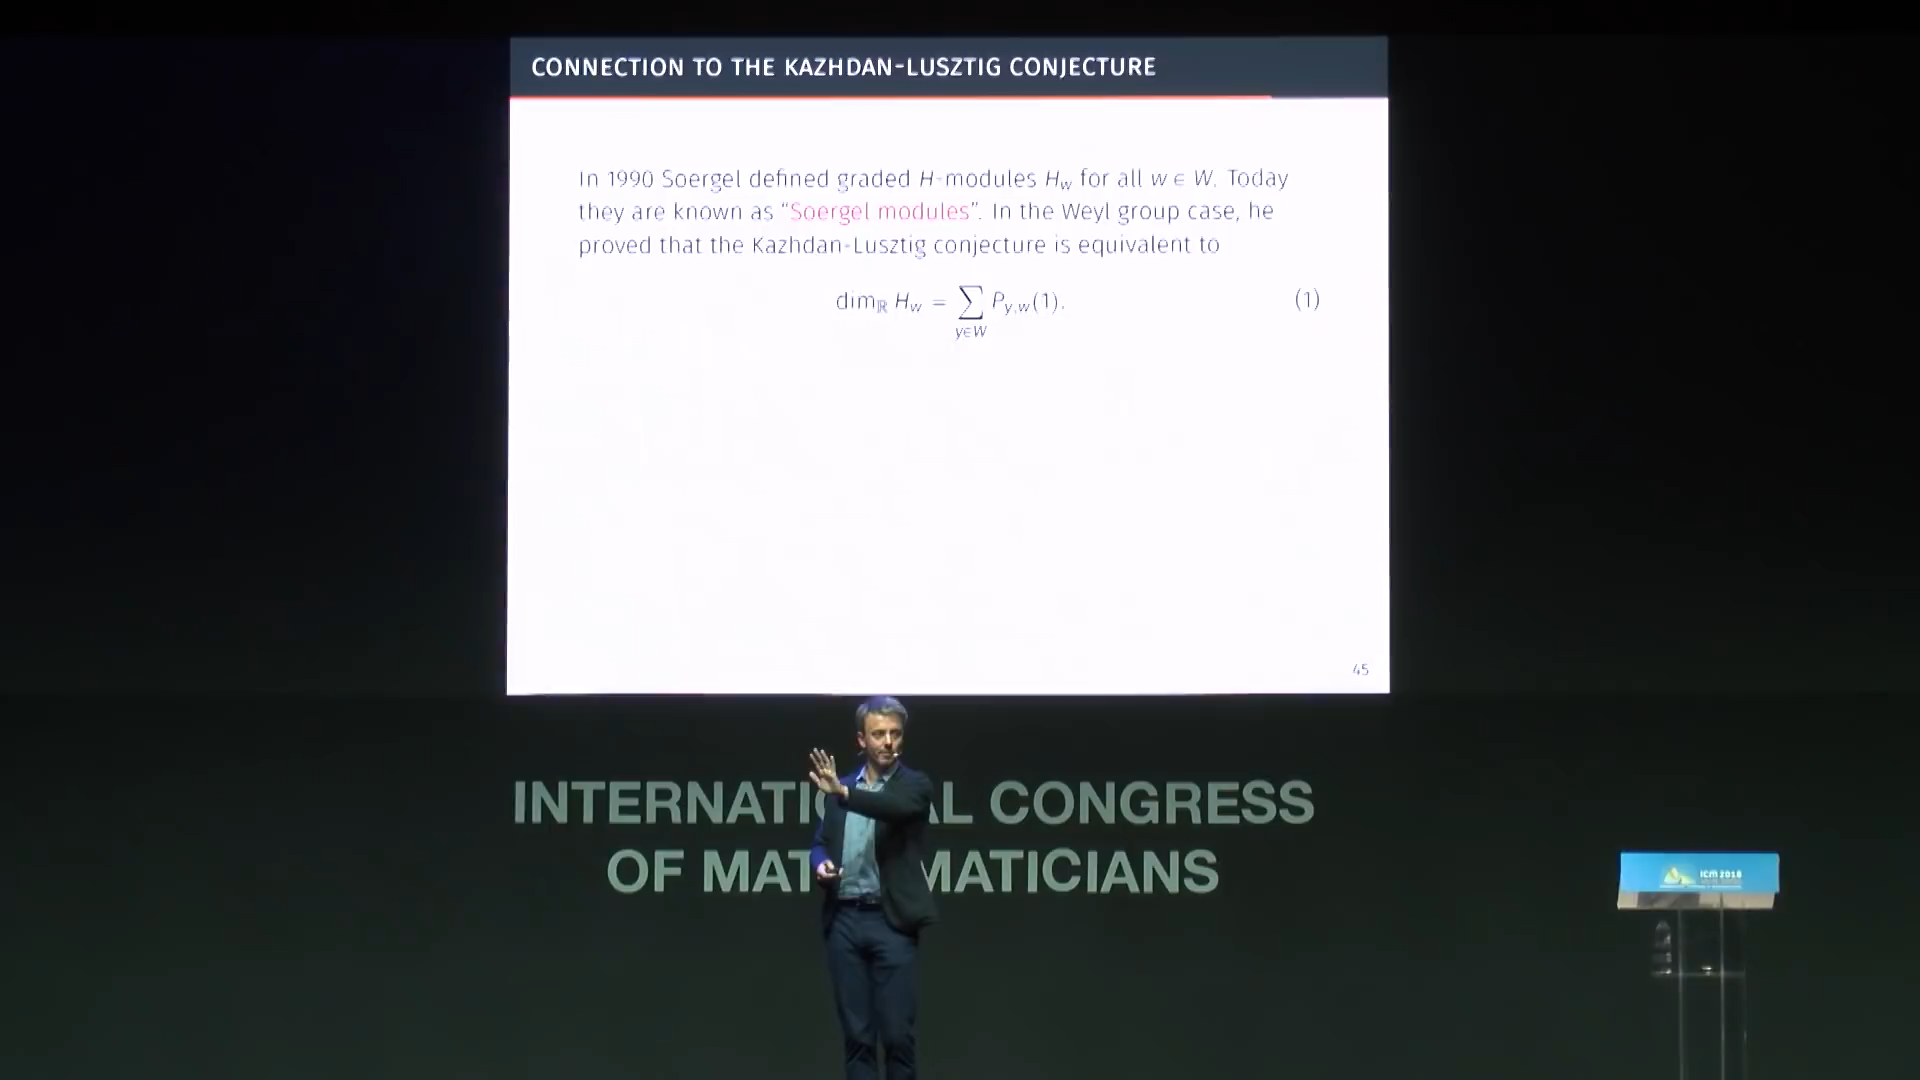 CONNECTION TO THE KAZHDAN-LUSZTIG CONJECTURE
In 1990 Soergel defined graded H-modules H_w for all w ∈ W. Today
they are known as “Soergel modules”. In the Weyl group case, he
proved that the Kazhdan-Lusztig conjecture is equivalent to
dim_ℝ H_w = ∑_{y∈W} P_{y,w}(1). (1)
45
INTERNATI AL CONGRESS
OF MAT MATICIANS
ICM 2018